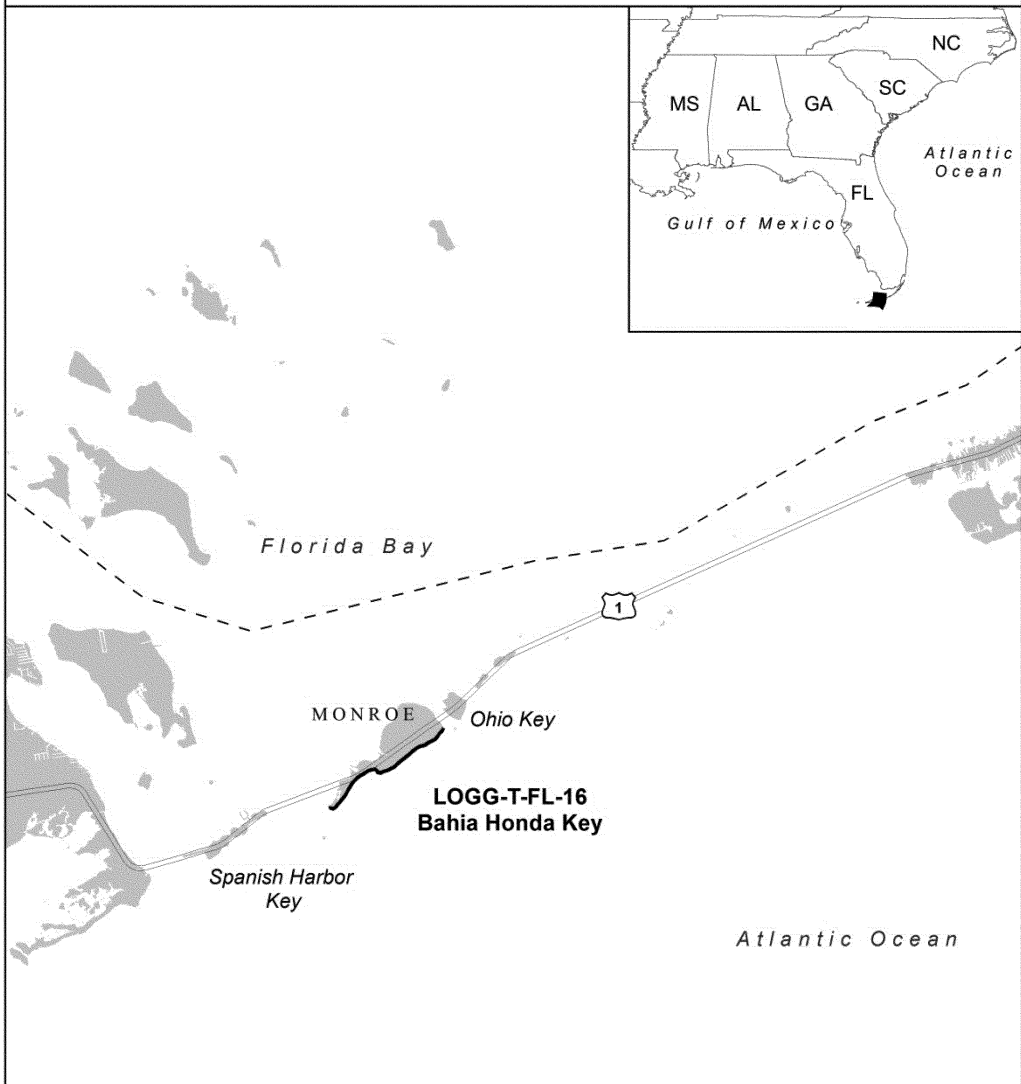 NC
SC
MS
AL
GA
Atlantic
Ocean
FL
Gulf of Mexico
Florida Bay
1
MONROE
Ohio Key
LOGG-T-FL-16
Bahia Honda Key
Spanish Harbor
Key
Atlantic Ocean